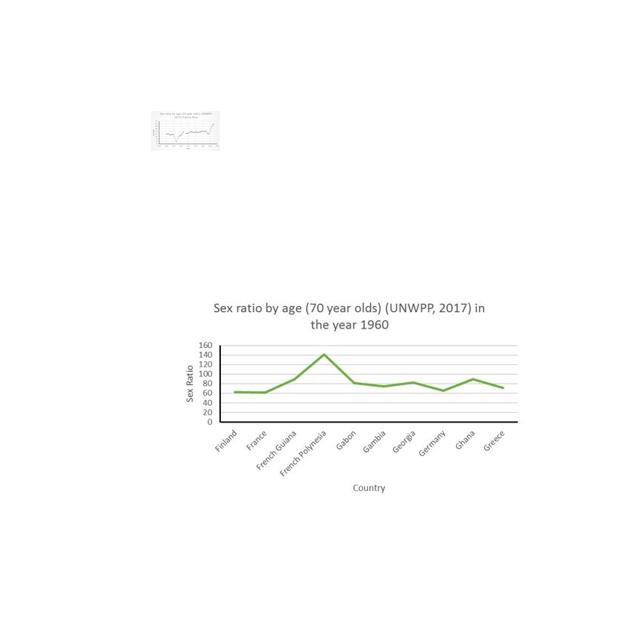 Sex ratio by age (70 year olds) (UNWPP, 2017) in
the year 1960
160
140
120
100
80
60
40
20
0
Sex Ratio
Finland
France
French Guiana
French Polynesia
Gabon
Gambia
Georgia
Germany
Ghana
Greece
Country